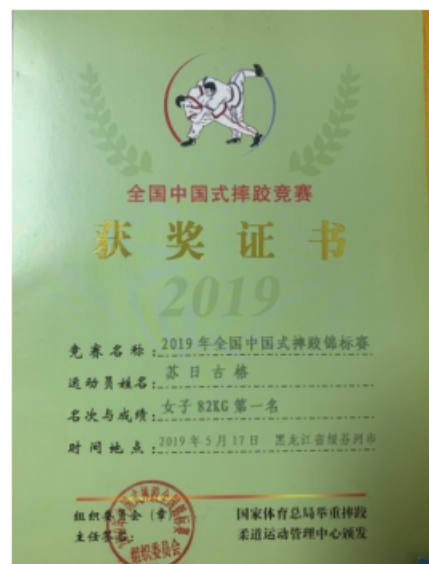 全国中国式摔跤竞赛
获奖证书
2019
竞赛名称:2019年全国中国式摔跤锦标赛
运动员姓名:苏日古格
名次与成绩:女子82KG第一名
时间地点:2019年5月17日 黑龙江省绥芬河市
组织委员会(章)
主任签名:
国家体育总局举重摔跤
柔道运动管理中心颁发
组织委员会